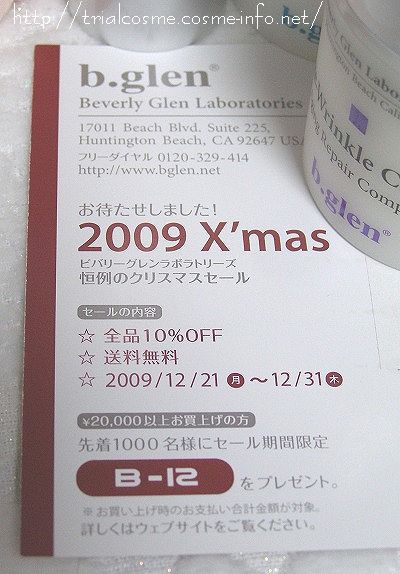 http://trialcosme.cosme-info.net/
b.glen®
Beverly Glen Laboratories
17011 Beach Blvd. Suite 225,
Huntington Beach, CA 92647 US
フリーダイヤル 0120-329-414
http://www.bglen.net
お待たせしました!
2009 X'mas
ビバリーグレンラボラトリーズ
恒例のクリスマスセール
セールの内容
☆ 全品10%OFF
☆ 送料無料
☆ 2009/12/21 月 ～12/31 木
¥20,000以上お買上げの方
先着1000名様にセール期間限定
B-12 をプレゼント。
※お買い上げ時のお支払い合計金額が対象。
詳しくはウェブサイトをご覧ください。
Glen Labo
Beach Cali
Wrinkle C
Repair Comp
b.glen®